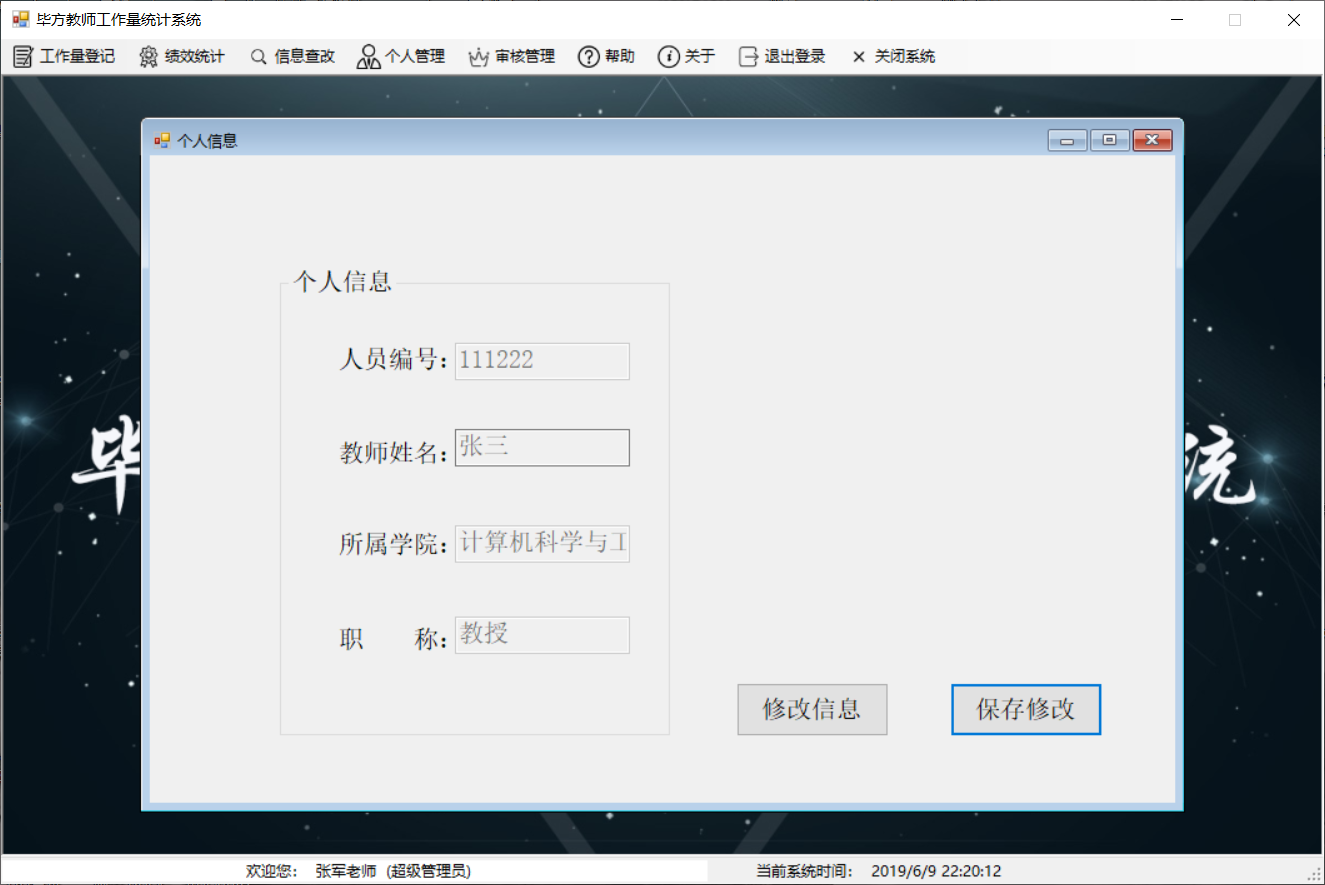 毕方教师工作量统计系统
工作量登记 绩效统计 信息查改 个人管理 审核管理 帮助 关于 退出登录 关闭系统
个人信息
个人信息
人员编号：111222
教师姓名：张三
所属学院：计算机科学与工
职 称：教授
修改信息 保存修改
毕 统
欢迎您： 张军老师 (超级管理员) 当前系统时间： 2019/6/9 22:20:12